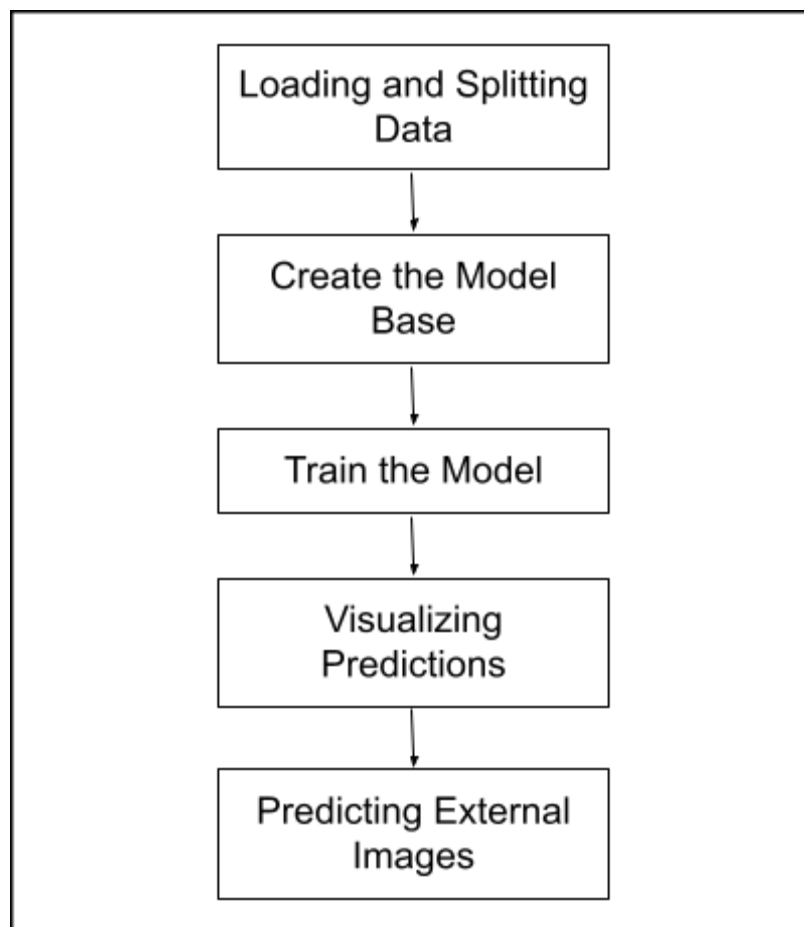 Loading and Splitting
Data
Create the Model
Base
Train the Model
Visualizing
Predictions
Predicting External
Images